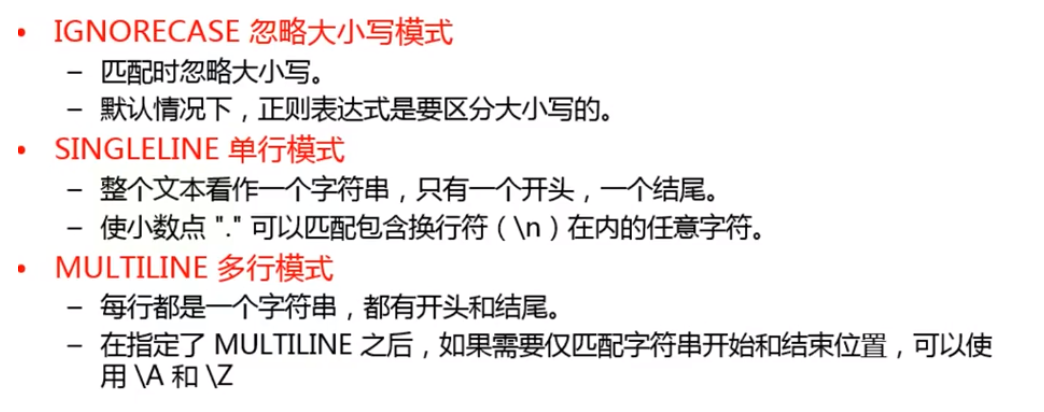 • IGNORECASE 忽略大小写模式
– 匹配时忽略大小写。
– 默认情况下，正则表达式是要区分大小写的。
• SINGLELINE 单行模式
– 整个文本看作一个字符串，只有一个开头，一个结尾。
– 使小数点 "." 可以匹配包含换行符（\n）在内的任意字符。
• MULTILINE 多行模式
– 每行都是一个字符串，都有开头和结尾。
– 在指定了 MULTILINE 之后，如果需要仅匹配字符串开始和结束位置，可以使
用 \A 和 \Z